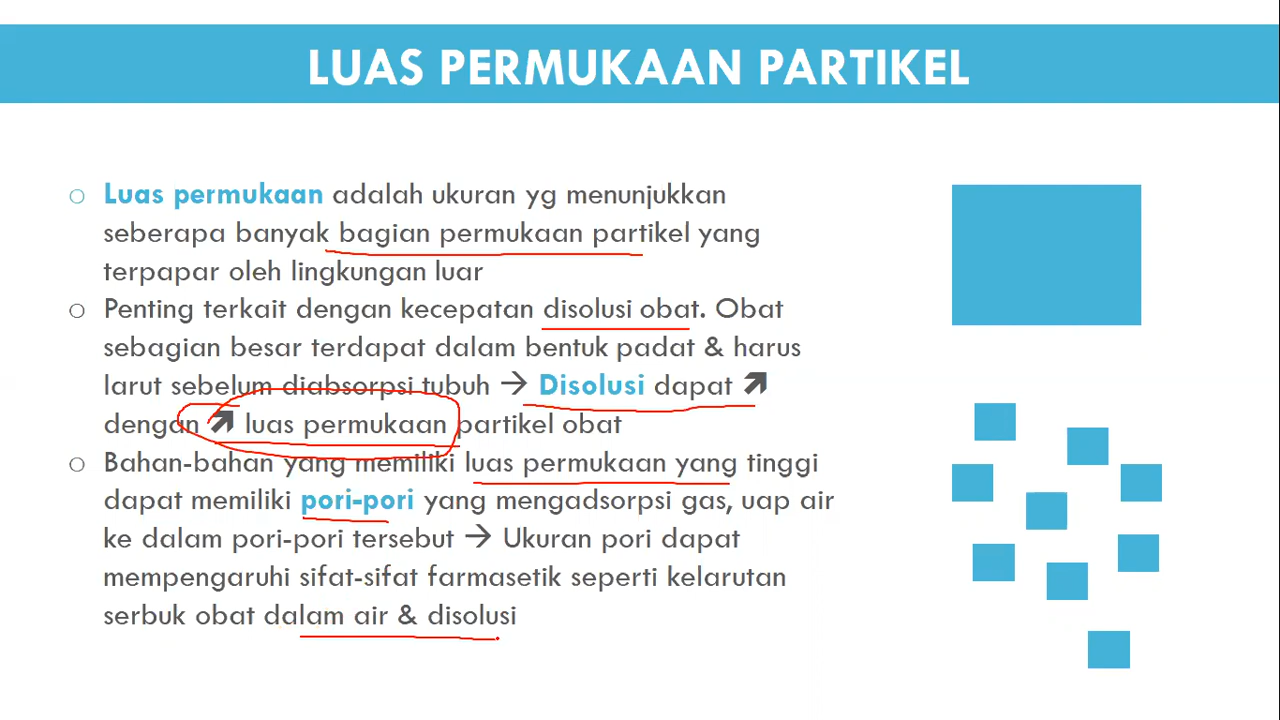 LUAS PERMUKAAN PARTIKEL
Luas permukaan adalah ukuran yg menunjukkan
seberapa banyak bagian permukaan partikel yang
terpapar oleh lingkungan luar
Penting terkait dengan kecepatan disolusi obat. Obat
sebagian besar terdapat dalam bentuk padat & harus
larut sebelum diabsorpsi tubuh → Disolusi dapat ↗
dengan ↗ luas permukaan partikel obat
Bahan-bahan yang memiliki luas permukaan yang tinggi
dapat memiliki pori-pori yang mengadsorpsi gas, uap air
ke dalam pori-pori tersebut → Ukuran pori dapat
mempengaruhi sifat-sifat farmasetik seperti kelarutan
serbuk obat dalam air & disolusi